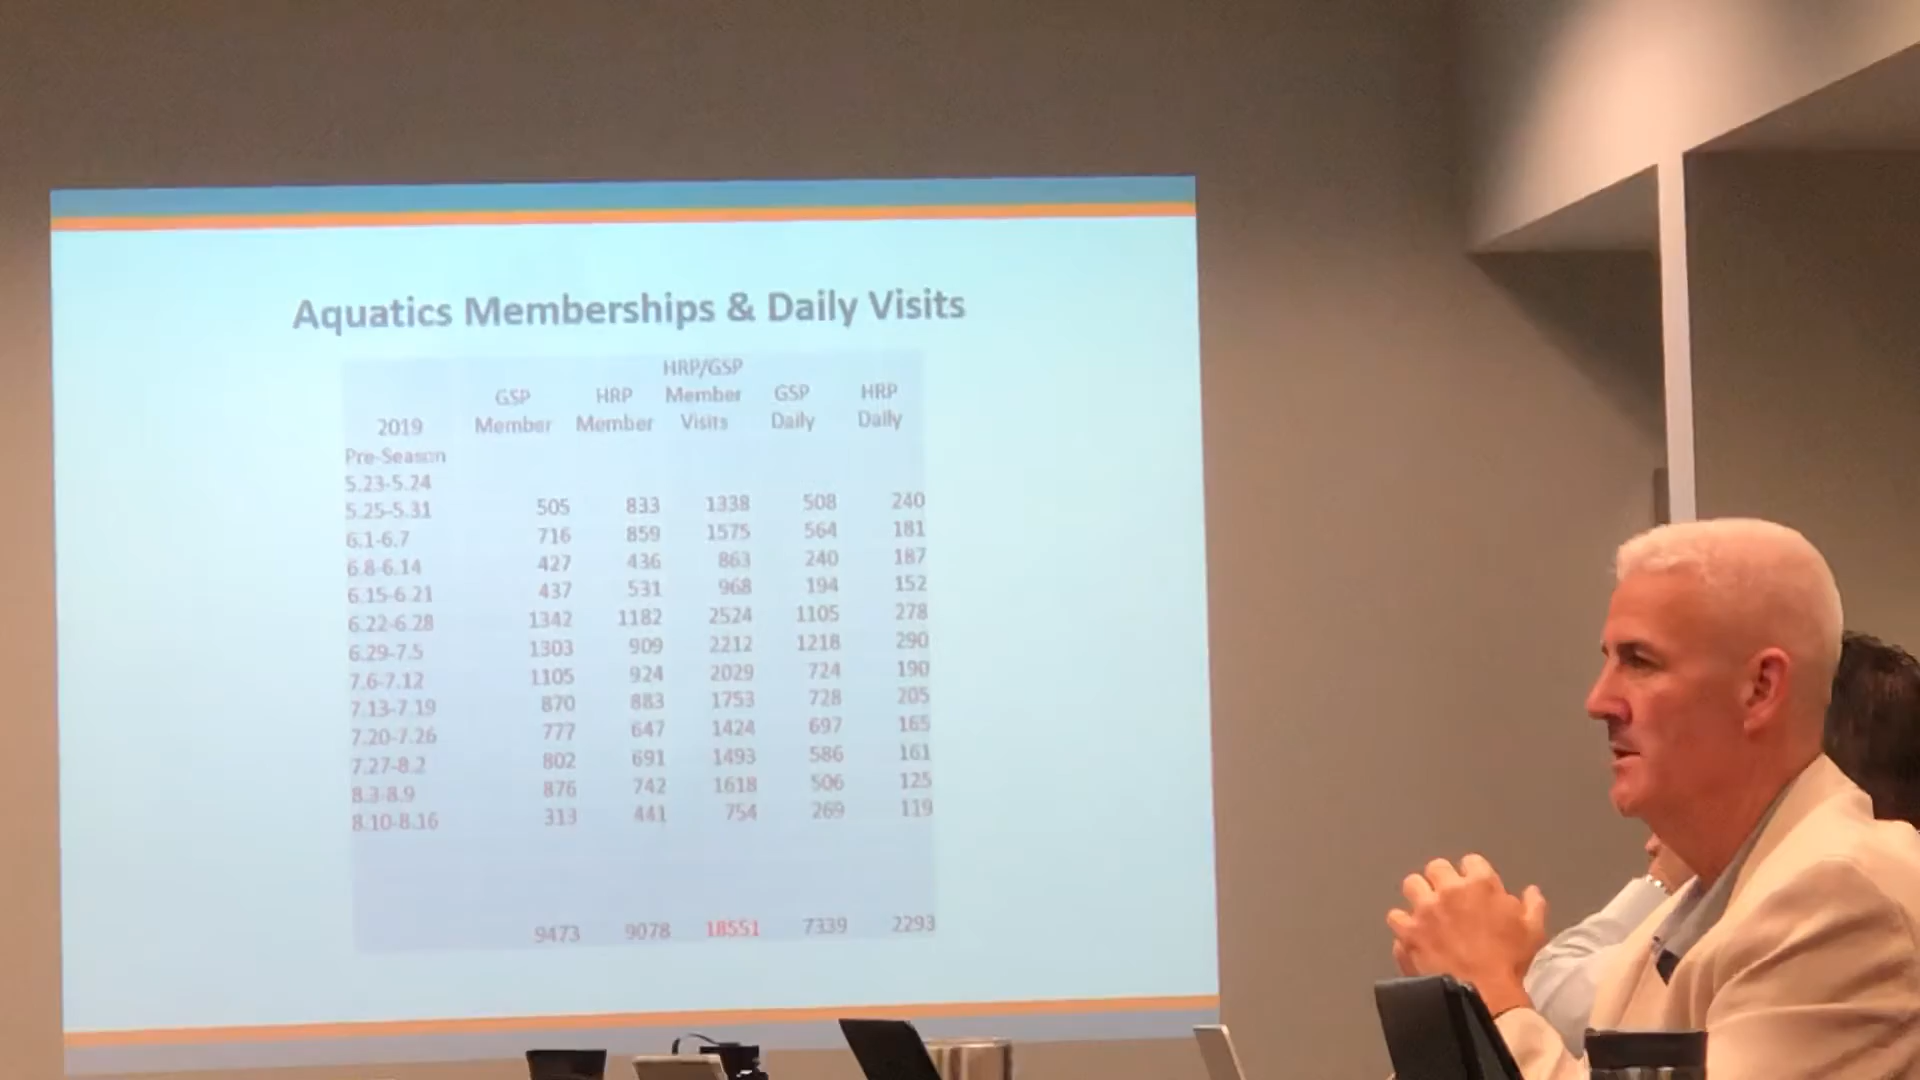 Aquatics Memberships & Daily Visits
HRP/GSP
GSP HRP Member GSP HRP
2019 Member Member Visits Daily Daily
Pre-Season
5.23-5.24
5.25-5.31 505 833 1338 508 240
6.1-6.7 716 859 1575 564 181
6.8-6.14 427 436 863 240 187
6.15-6.21 437 531 968 194 152
6.22-6.28 1342 1182 2524 1105 278
6.29-7.5 1303 909 2212 1218 290
7.6-7.12 1105 924 2029 724 190
7.13-7.19 870 883 1753 728 205
7.20-7.26 777 647 1424 697 165
7.27-8.2 802 691 1493 586 161
8.3-8.9 876 742 1618 506 125
8.10-8.16 313 441 754 269 119
9473 9078 18551 7339 2293